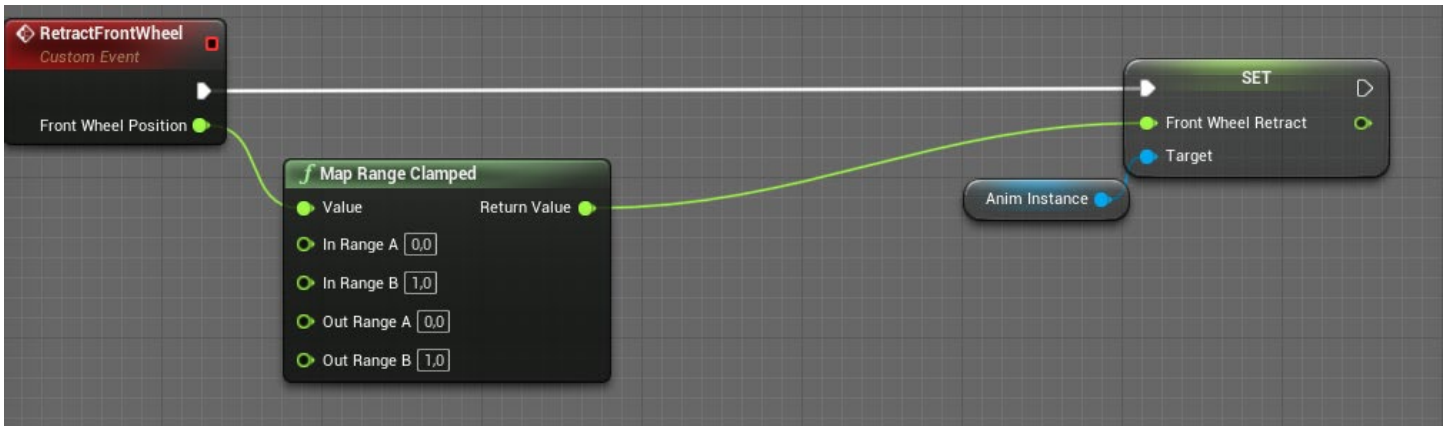 RetractFrontWheel
Custom Event
Front Wheel Position
f Map Range Clamped
Value Return Value
In Range A 0,0
In Range B 1,0
Out Range A 0,0
Out Range B 1,0
SET
Front Wheel Retract
Target
Anim Instance